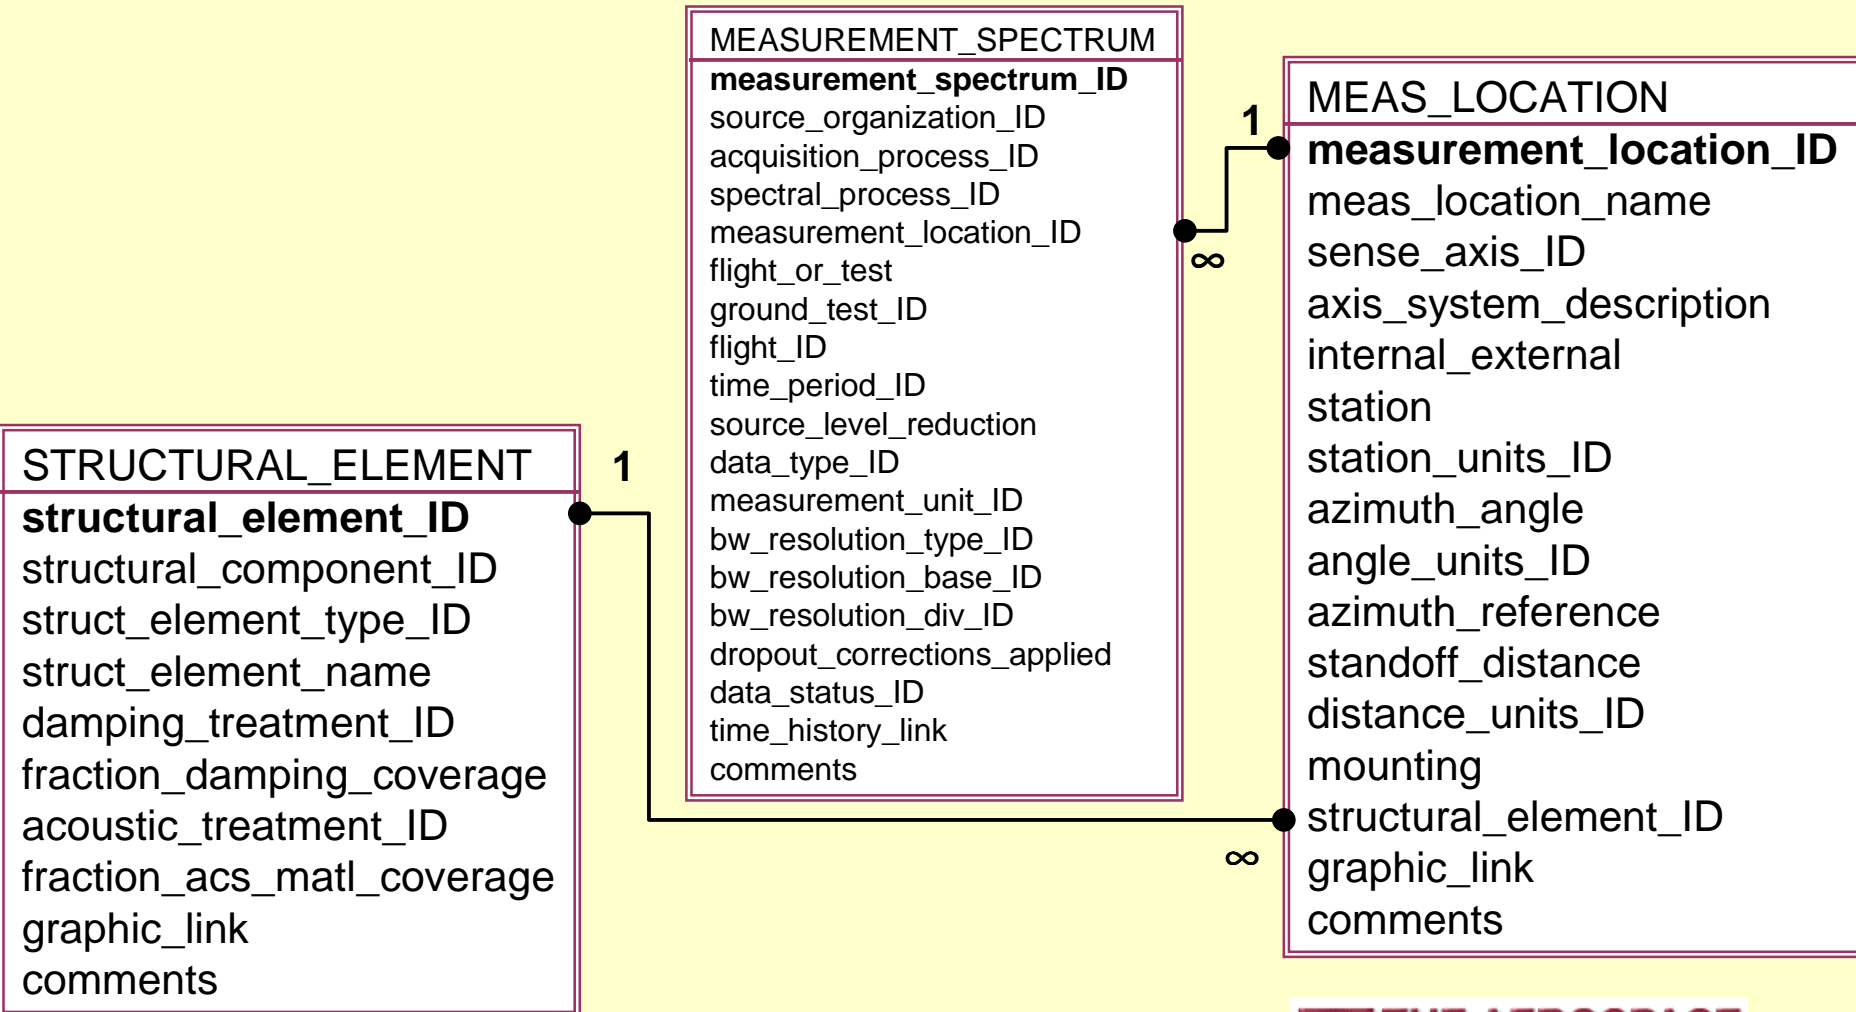 MEASUREMENT_SPECTRUM
measurement_spectrum_ID
source_organization_ID
acquisition_process_ID
spectral_process_ID
measurement_location_ID
flight_or_test
ground_test_ID
flight_ID
time_period_ID
source_level_reduction
data_type_ID
measurement_unit_ID
bw_resolution_type_ID
bw_resolution_base_ID
bw_resolution_div_ID
dropout_corrections_applied
data_status_ID
time_history_link
comments
1
∞
MEAS_LOCATION
measurement_location_ID
meas_location_name
sense_axis_ID
axis_system_description
internal_external
station
station_units_ID
azimuth_angle
angle_units_ID
azimuth_reference
standoff_distance
distance_units_ID
mounting
structural_element_ID
graphic_link
comments
STRUCTURAL_ELEMENT
structural_element_ID
structural_component_ID
struct_element_type_ID
struct_element_name
damping_treatment_ID
fraction_damping_coverage
acoustic_treatment_ID
fraction_acs_matl_coverage
graphic_link
comments
1
∞